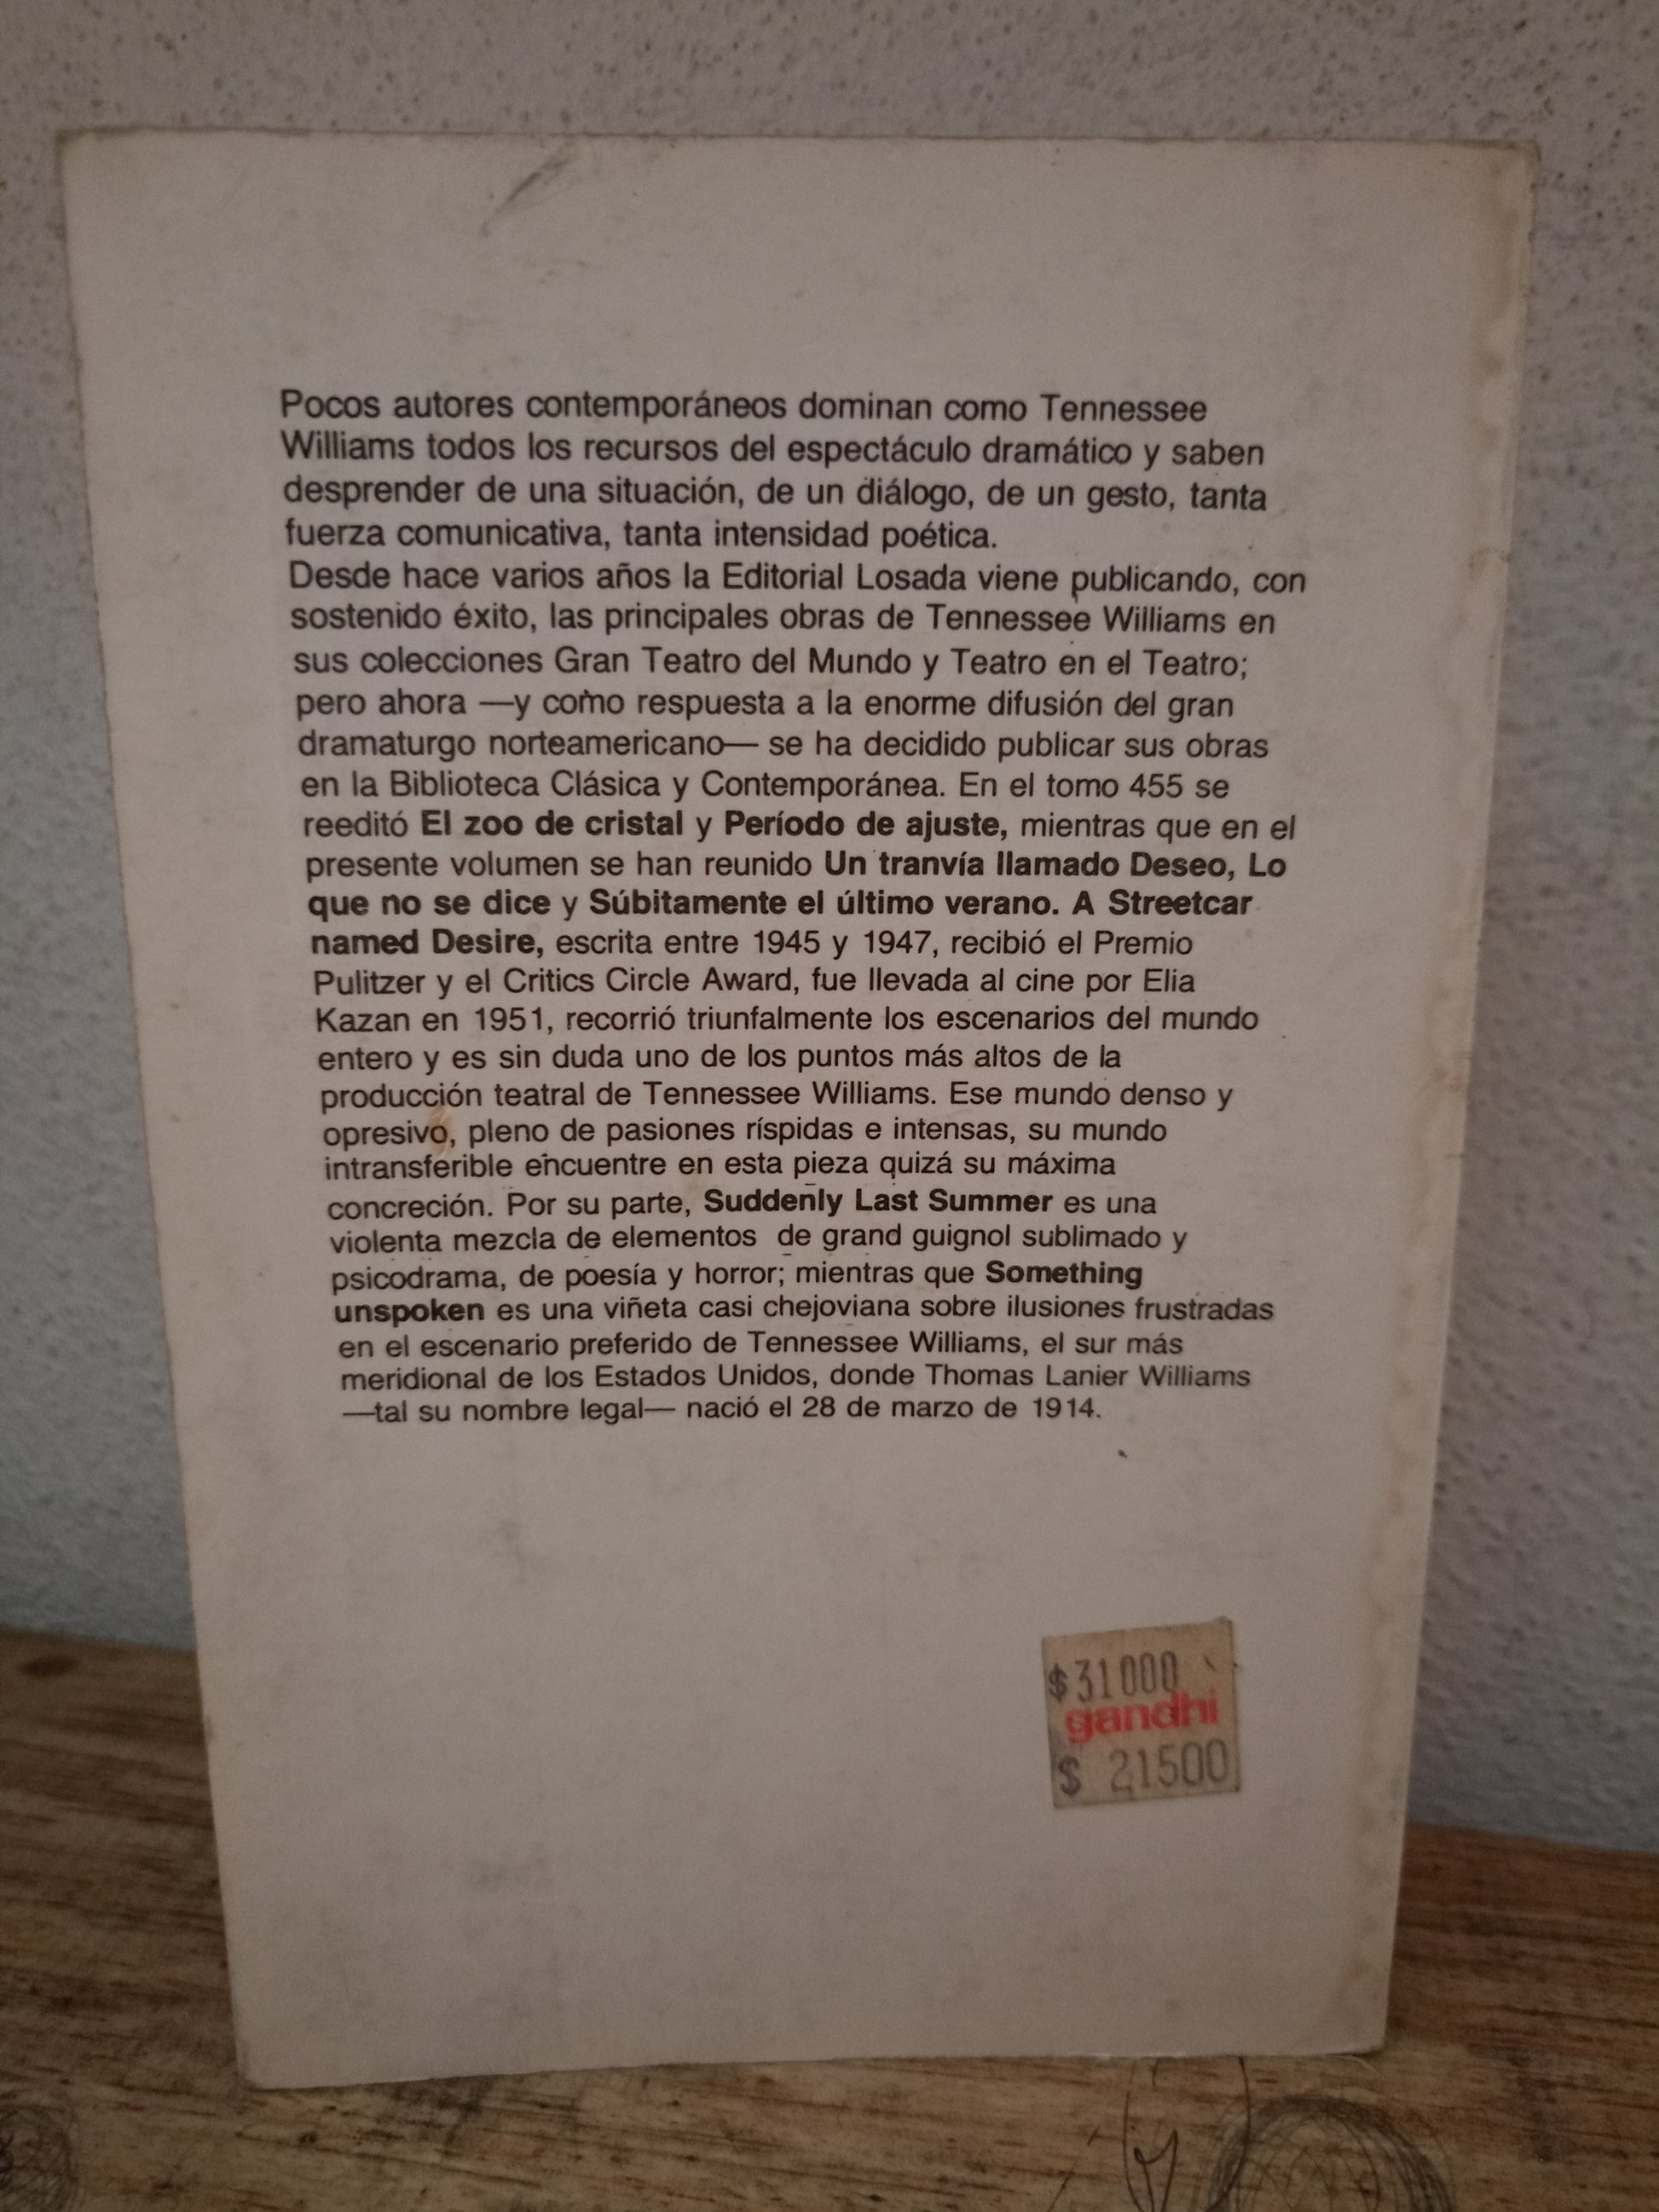 Pocos autores contemporáneos dominan como Tennessee
Williams todos los recursos del espectáculo dramático y saben
desprender de una situación, de un diálogo, de un gesto, tanta
fuerza comunicativa, tanta intensidad poética.
Desde hace varios años la Editorial Losada viene publicando, con
sostenido éxito, las principales obras de Tennessee Williams en
sus colecciones Gran Teatro del Mundo y Teatro en el Teatro;
pero ahora —y como respuesta a la enorme difusión del gran
dramaturgo norteamericano— se ha decidido publicar sus obras
en la Biblioteca Clásica y Contemporánea. En el tomo 455 se
reeditó El zoo de cristal y Período de ajuste, mientras que en el
presente volumen se han reunido Un tranvía llamado Deseo, Lo
que no se dice y Súbitamente el último verano. A Streetcar
named Desire, escrita entre 1945 y 1947, recibió el Premio
Pulitzer y el Critics Circle Award, fue llevada al cine por Elia
Kazan en 1951, recorrió triunfalmente los escenarios del mundo
entero y es sin duda uno de los puntos más altos de la
producción teatral de Tennessee Williams. Ese mundo denso y
opresivo, pleno de pasiones ríspidas e intensas, su mundo
intransferible encuentre en esta pieza quizá su máxima
concreción. Por su parte, Suddenly Last Summer es una
violenta mezcla de elementos de grand guignol sublimado y
psicodrama, de poesía y horror; mientras que Something
unspoken es una viñeta casi chejoviana sobre ilusiones frustradas
en el escenario preferido de Tennessee Williams, el sur más
meridional de los Estados Unidos, donde Thomas Lanier Williams
—tal su nombre legal— nació el 28 de marzo de 1914.
$31000
gandhi
$ 21500